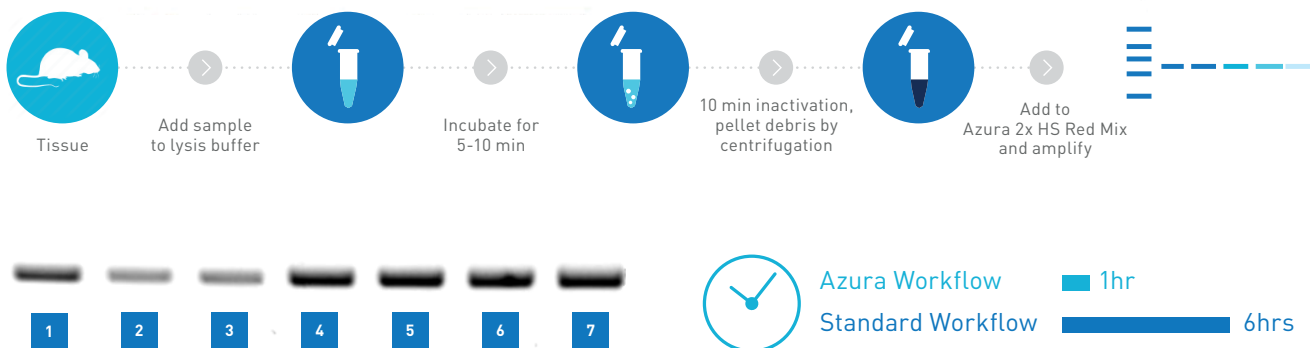 Tissue
Add sample
to lysis buffer
Incubate for
5-10 min
10 min inactivation,
pellet debris by
centrifugation
Add to
Azura 2x HS Red Mix
and amplify
1 2 3 4 5 6 7
Azura Workflow 1hr
Standard Workflow 6hrs